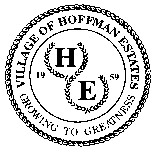 VILLAGE OF HOFFMAN ESTATES
H
19 59
E
GROWING TO GREATNESS